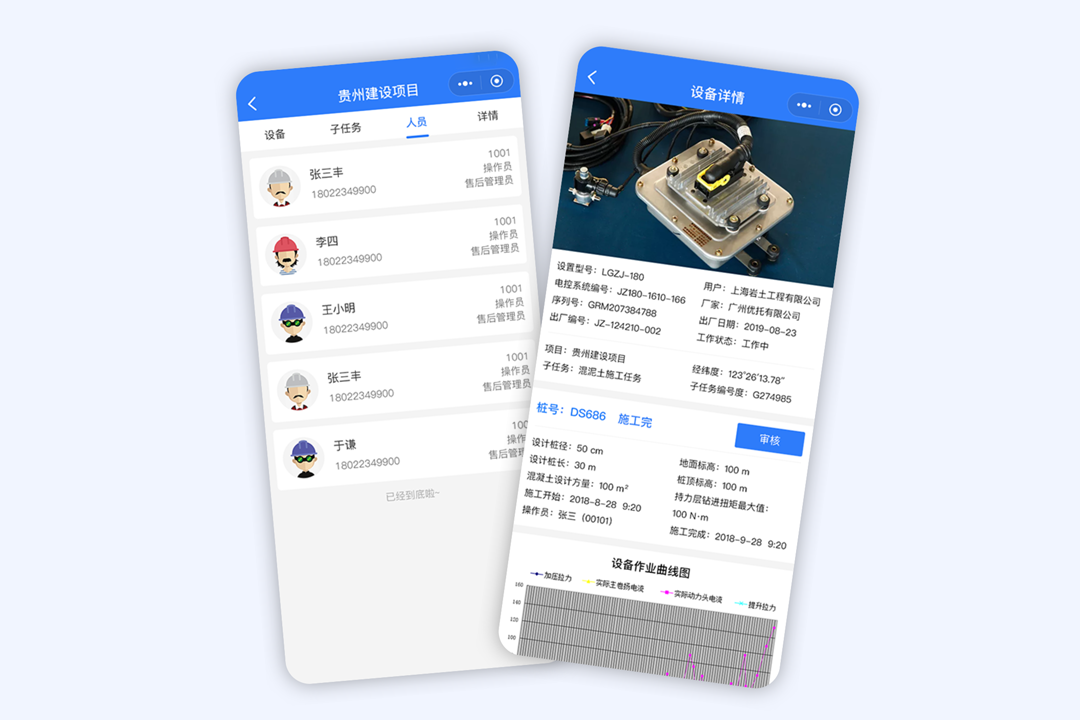 贵州建设项目
设备 子任务 人员 详情
张三丰 1001
操作员
18022349900 售后管理员
李四 1001
操作员
18022349900 售后管理员
王小明 1001
操作员
18022349900 售后管理员
张三丰 1001
操作员
18022349900 售后管理员
于谦 100
操作
18022349900 售后管
已经到底啦~
设备详情
设置型号：LGZJ-180 用户：上海岩土工程有限公司
电控系统编号：JZ180-1610-166 厂家：广州优托有限公司
序列号：GRM207384788 出厂日期：2019-08-23
出厂编号：JZ-124210-002 工作状态：工作中
项目：贵州建设项目 经纬度：123°26′13.78″
子任务：混泥土施工任务 子任务编号度：G274985
桩号：DS686 施工完 审核
设计桩径：50 cm 地面标高：100 m
设计桩长：30 m 桩顶标高：100 m
混凝土设计方量：100 m² 持力层钻进扭矩最大值：
施工开始：2018-8-28 9:20 100 N·m
操作员：张三（00101） 施工完成：2018-9-28 9:20
设备作业曲线图
加压拉力 实际主卷扬电流 实际动力头电流 提升拉力
160
140
120
100